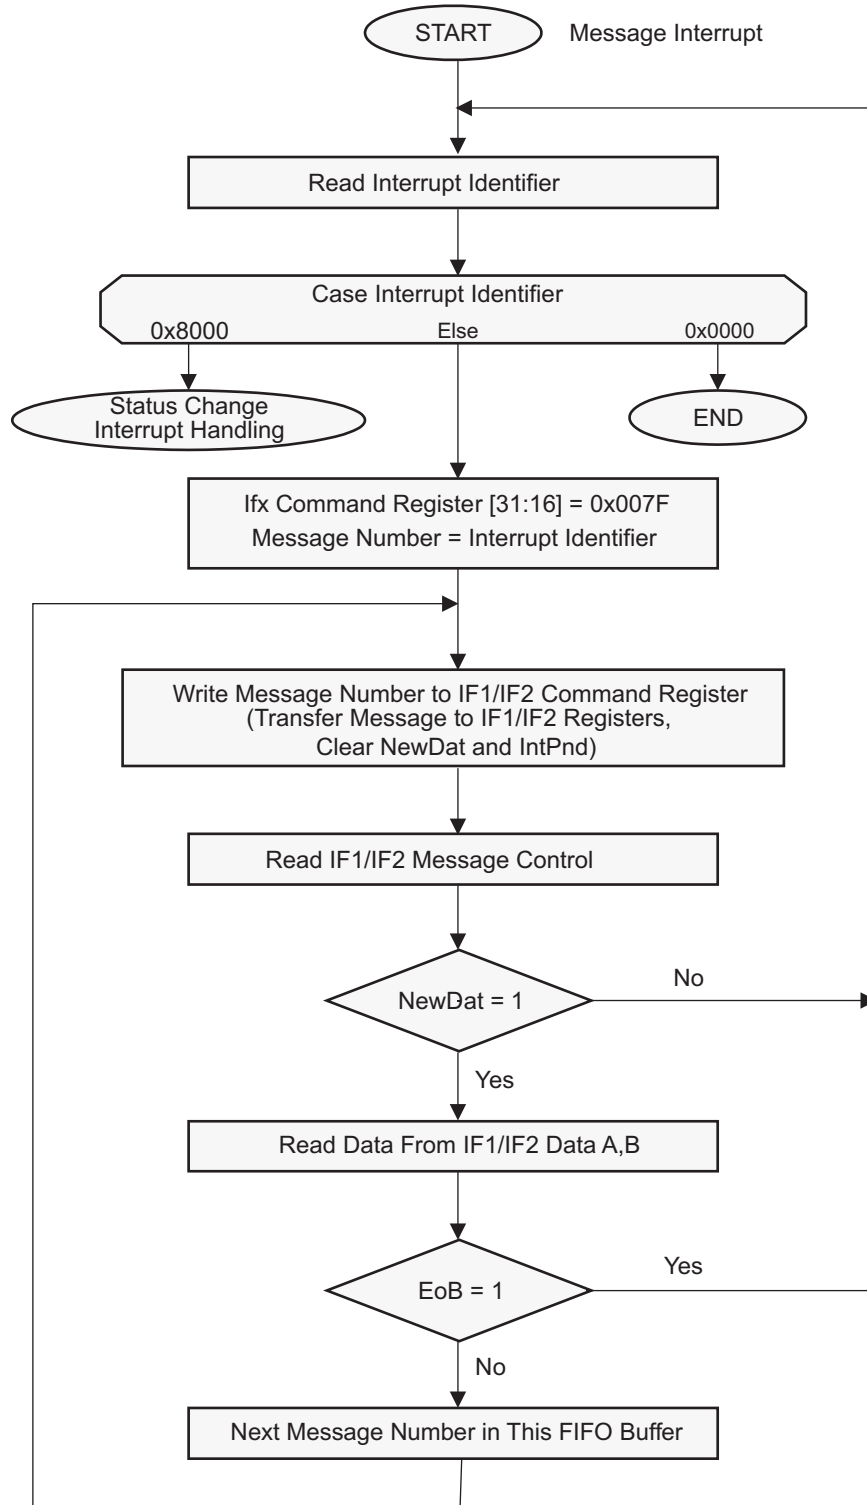 START
Message Interrupt
Read Interrupt Identifier
Case Interrupt Identifier
0x8000
Else
0x0000
Status Change
Interrupt Handling
END
Ifx Command Register [31:16] = 0x007F
Message Number = Interrupt Identifier
Write Message Number to IF1/IF2 Command Register
(Transfer Message to IF1/IF2 Registers,
Clear NewDat and IntPnd)
Read IF1/IF2 Message Control
NewDat = 1
No
Yes
Read Data From IF1/IF2 Data A,B
EoB = 1
Yes
No
Next Message Number in This FIFO Buffer